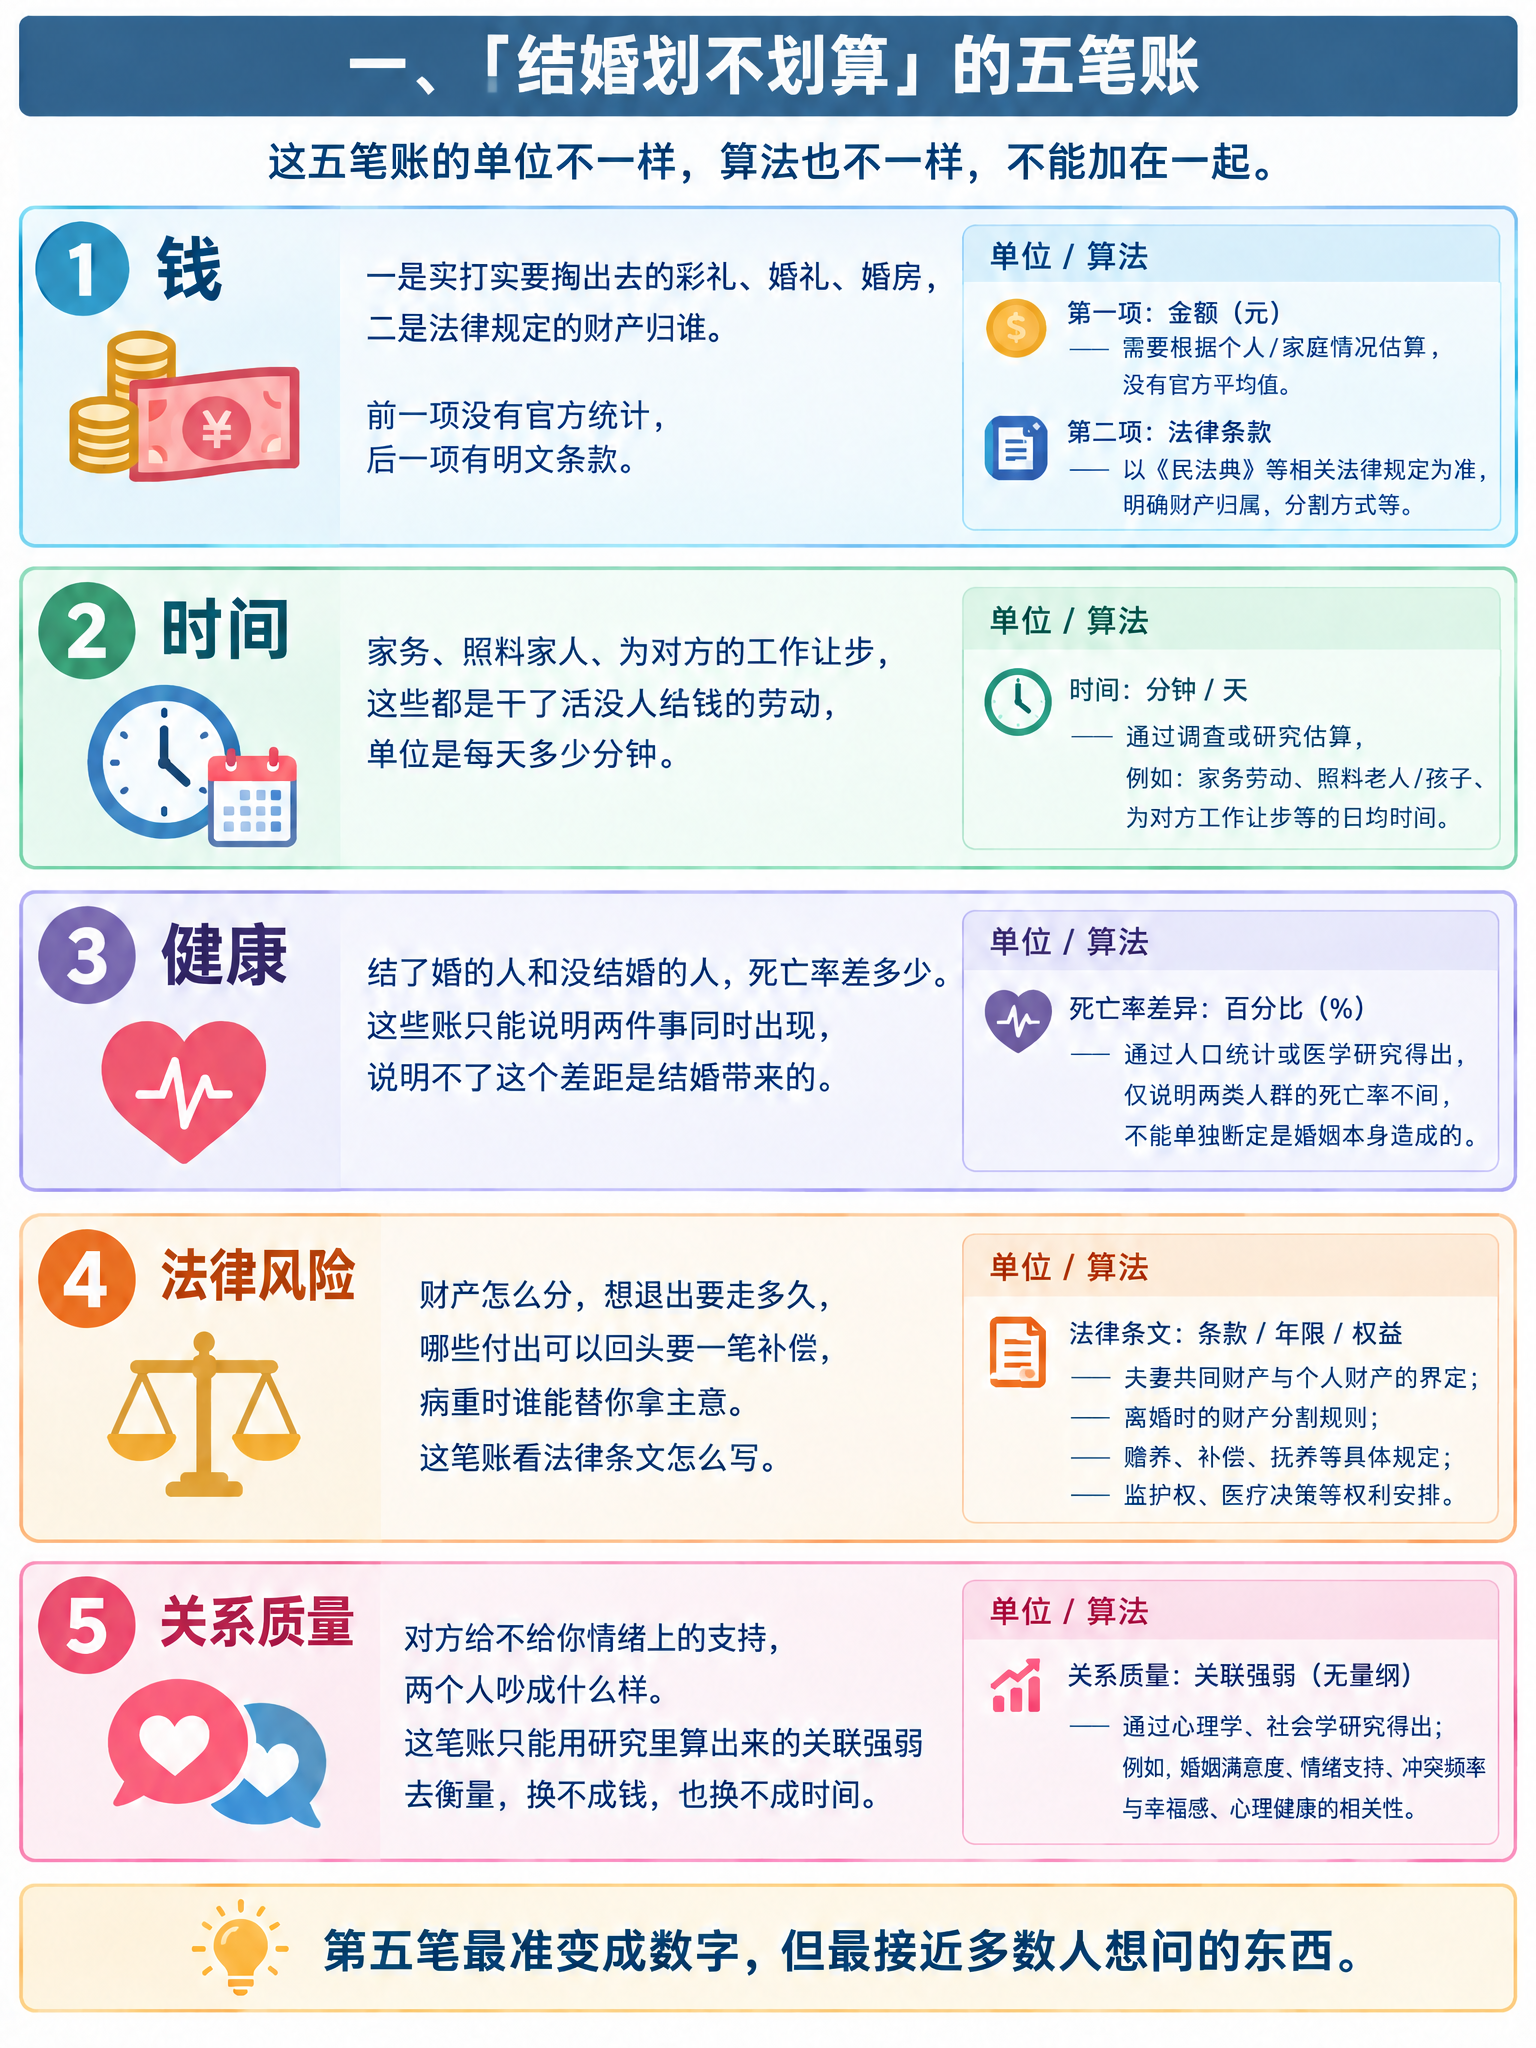 一、「结婚划不划算」的五笔账
这五笔账的单位不一样，算法也不一样，不能加在一起。
1 钱
¥
一是实打实要掏出去的彩礼、婚礼、婚房，
二是法律规定的财产归谁。
前一项没有官方统计，
后一项有明文条款。
单位 / 算法
$
第一项：金额（元）
—— 需要根据个人/家庭情况估算，
没有官方平均值。
第二项：法律条款
—— 以《民法典》等相关法律规定为准，
明确财产归属，分割方式等。
2 时间
家务、照料家人、为对方的工作让步，
这些都是干了活没人给钱的劳动，
单位是每天多少分钟。
单位 / 算法
时间：分钟 / 天
—— 通过调查或研究估算，
例如：家务劳动、照料老人/孩子、
为对方工作让步等的日均时间。
3 健康
结了婚的人和没结婚的人，死亡率差多少。
这些账只能说明两件事同时出现，
说明不了这个差距是结婚带来的。
单位 / 算法
死亡率差异：百分比（%）
—— 通过人口统计或医学研究得出，
仅说明两类人群的死亡率不间，
不能单独断定是婚姻本身造成的。
4 法律风险
财产怎么分，想退出要走多久，
哪些付出可以回头要一笔补偿，
病重时谁能替你拿主意。
这笔账看法律条文怎么写。
单位 / 算法
法律条文：条款 / 年限 / 权益
—— 夫妻共同财产与个人财产的界定；
—— 离婚时的财产分割规则；
—— 赡养、补偿、抚养等具体规定；
—— 监护权、医疗决策等权利安排。
5 关系质量
对方给不给你情绪上的支持，
两个人吵成什么样。
这笔账只能用研究里算出来的关联强弱
去衡量，换不成钱，也换不成时间。
单位 / 算法
关系质量：关联强弱（无量纲）
—— 通过心理学、社会学研究得出；
例如，婚姻满意度、情绪支持、冲突频率
与幸福感、心理健康的相关性。
第五笔最准变成数字，但最接近多数人想问的东西。